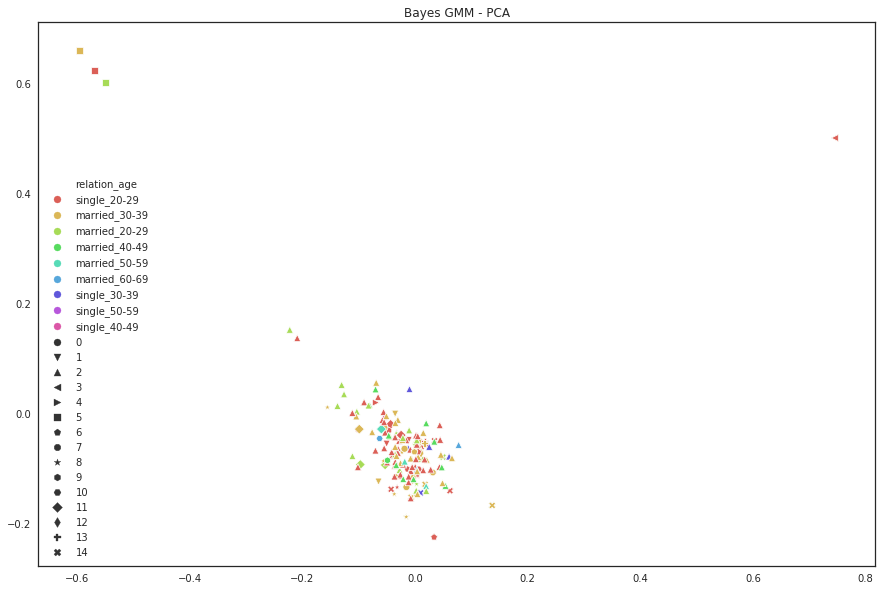 Bayes GMM - PCA
0.6
0.4
0.2
0.0
−0.2
relation_age
single_20-29
married_30-39
married_20-29
married_40-49
married_50-59
married_60-69
single_30-39
single_50-59
single_40-49
0
1
2
3
4
5
6
7
8
9
10
11
12
13
14
−0.6
−0.4
−0.2
0.0
0.2
0.4
0.6
0.8